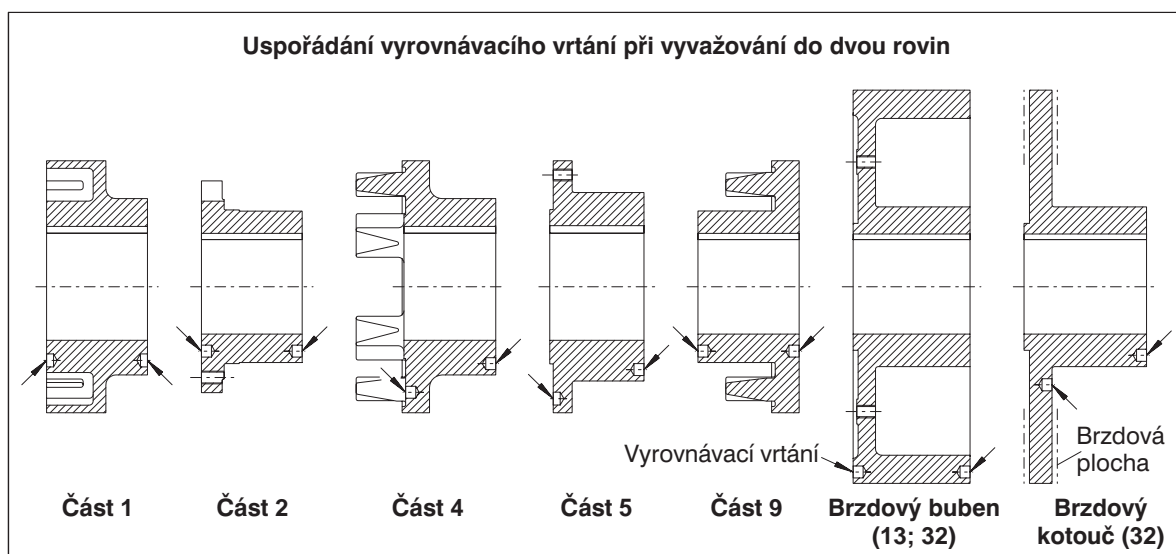 Uspořádání vyrovnávacího vrtání při vyvažování do dvou rovin
Vyrovnávací vrtání
Brzdová
plocha
Část 1
Část 2
Část 4
Část 5
Část 9
Brzdový buben
(13; 32)
Brzdový
kotouč (32)